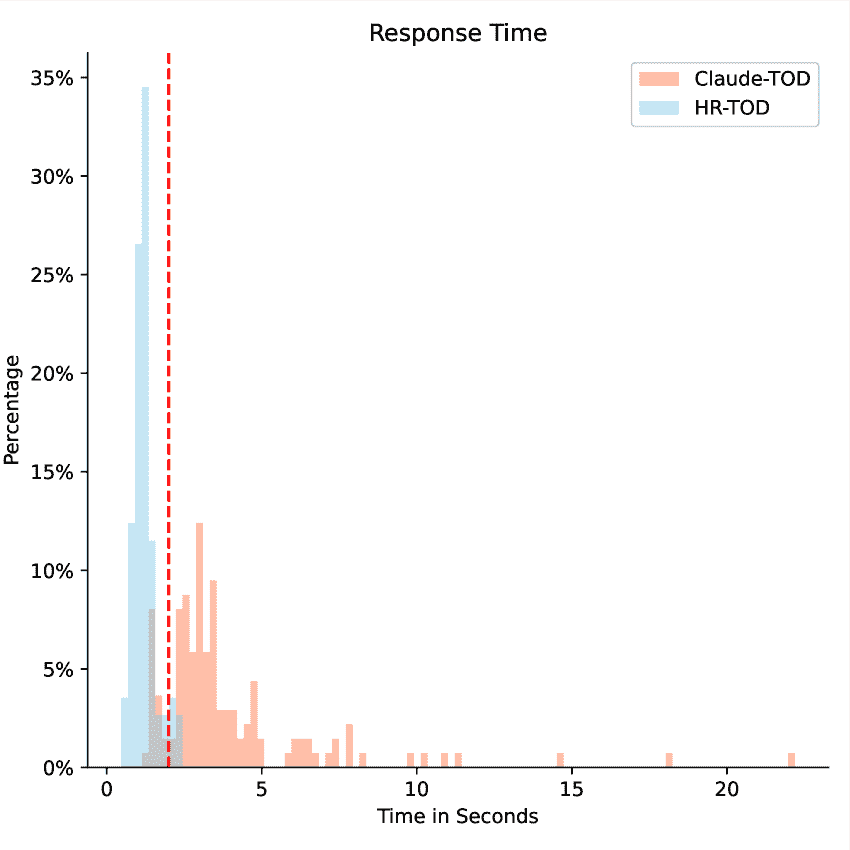 Response Time
Claude-TOD
HR-TOD
35%
30%
25%
20%
15%
10%
5%
0%
Percentage
0 5 10 15 20
Time in Seconds